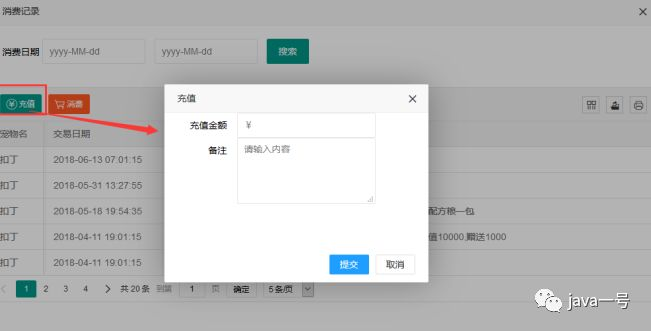 消费记录
消费日期 yyyy-MM-dd yyyy-MM-dd 搜索
¥ 充值 消费
充值
充值金额 ¥
备注 请输入内容
提交 取消
宠物名 交易日期
扣丁 2018-06-13 07:01:15
扣丁 2018-05-31 13:27:55
扣丁 2018-05-18 19:54:35 配方粮一包
扣丁 2018-04-11 19:01:15 值10000,赠送1000
扣丁 2018-04-11 19:01:15
1 2 3 4 共 20 条 到第 1 页 确定 5 条/页
java一号